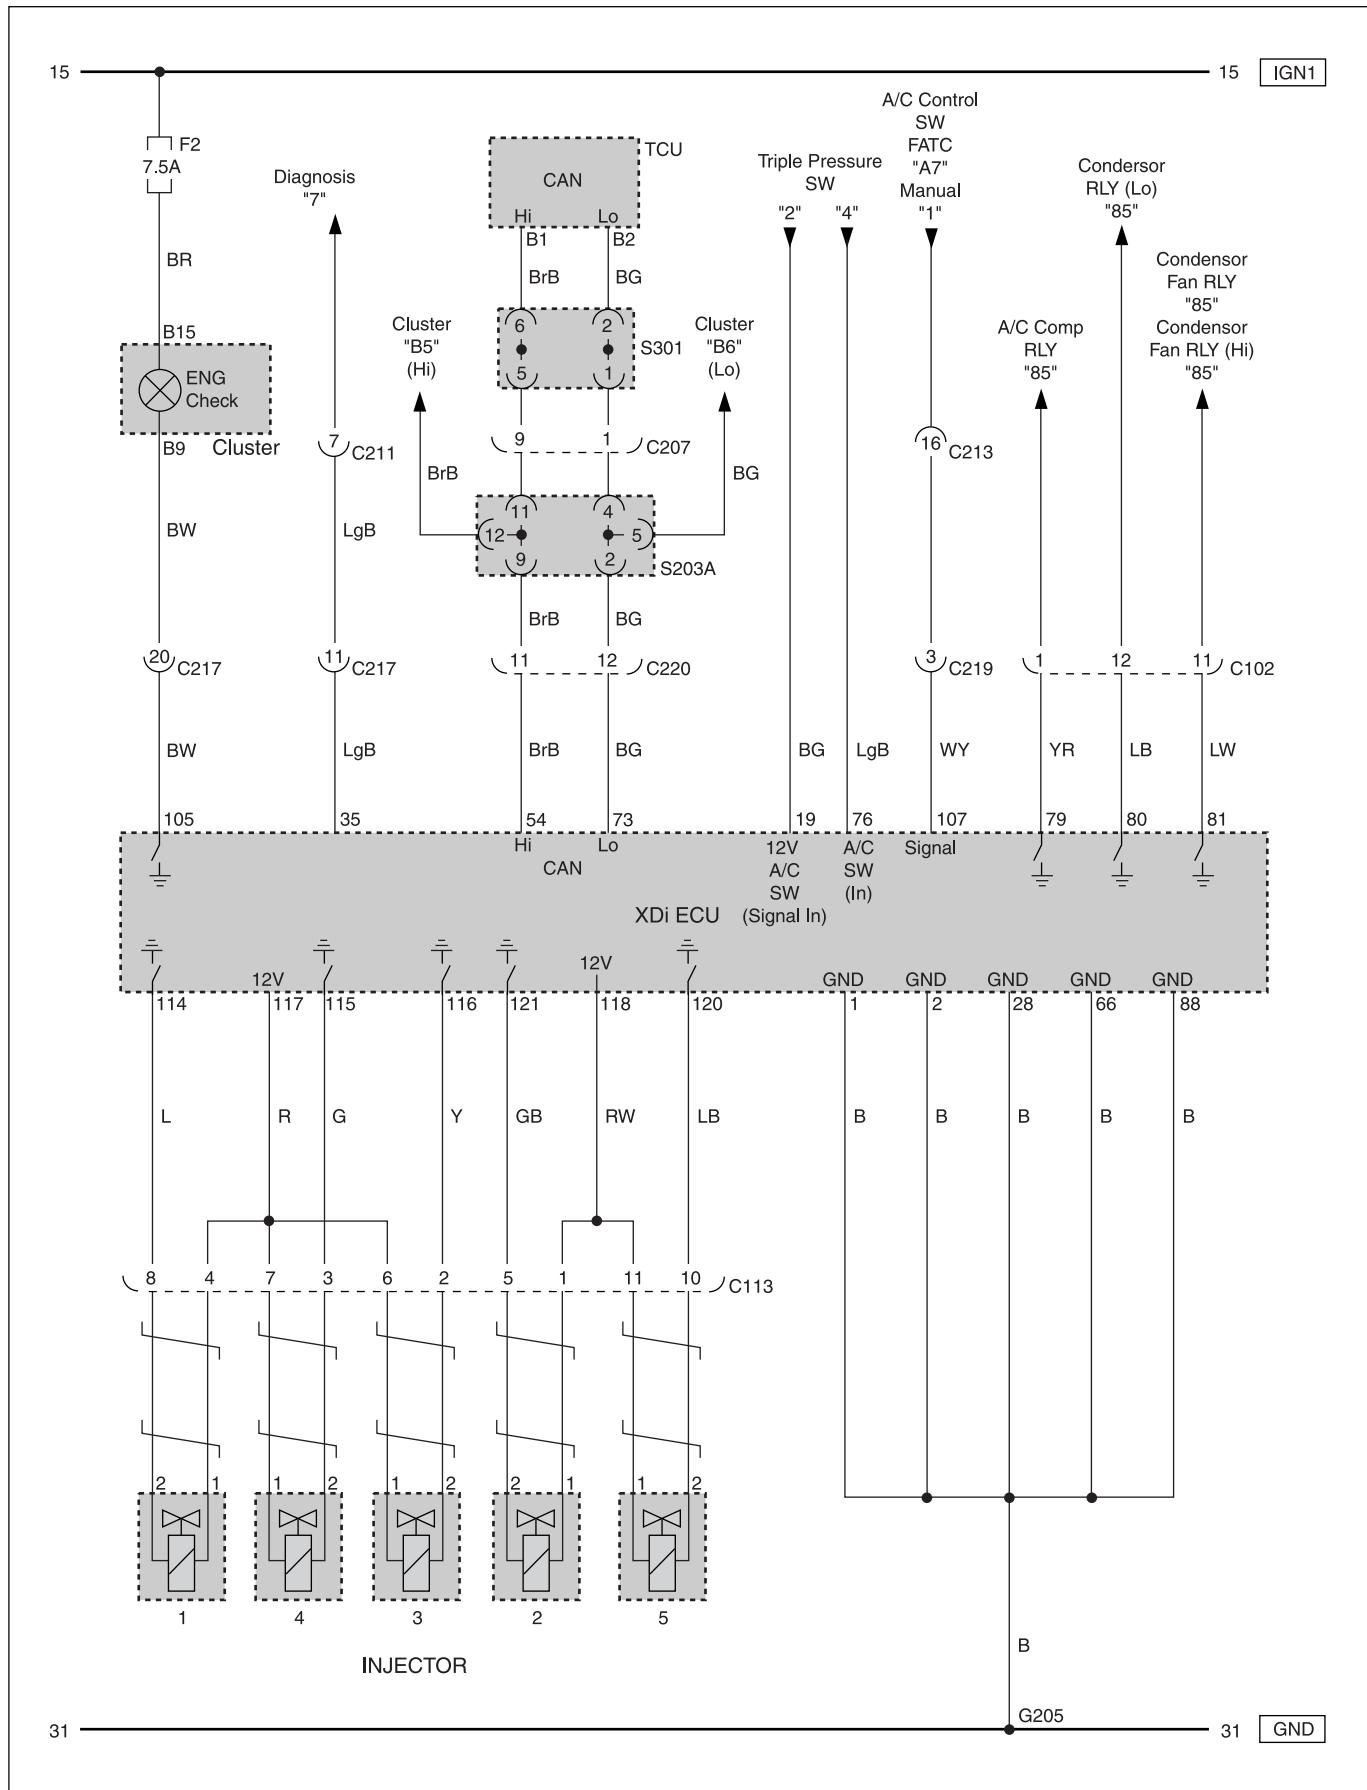 15
15 IGN1
F2
7.5A
Diagnosis
"7"
TCU
CAN
Hi Lo
B1 B2
Triple Pressure
SW
"2" "4"
A/C Control
SW
FATC
"A7"
Manual
"1"
Condersor
RLY (Lo)
"85"
Condensor
Fan RLY
"85"
Condensor
Fan RLY (Hi)
"85"
A/C Comp
RLY
"85"
BR
BrB BG
B15
ENG
Check
B9 Cluster
Cluster
"B5"
(Hi)
6 2
5 1
S301
Cluster
"B6"
(Lo)
7 C211
9 1 C207
16 C213
BrB BG
BW LgB
11 4
12 5
9 2
S203A
BrB BG
20 C217
11 C217
11 12 C220
3 C219
1 12 11 C102
BW LgB BrB BG BG LgB WY YR LB LW
105 35 54 73 19 76 107 79 80 81
Hi Lo
CAN
12V
A/C
SW
(Signal In)
A/C
SW
(In)
Signal
XDi ECU
12V 12V GND GND GND GND GND
114 117 115 116 121 118 120 1 2 28 66 88
L R G Y GB RW LB B B B B B
8 4 7 3 6 2 5 1 11 10 C113
2 1 1 2 1 2 2 1 1 2
1 4 3 2 5
INJECTOR
B
G205
31
31 GND